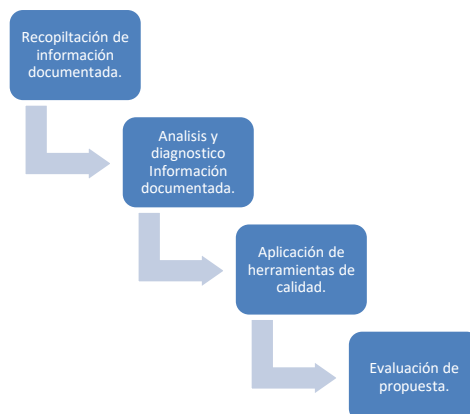 Recopiltación de
información
documentada.
Analisis y
diagnostico
Información
documentada.
Aplicación de
herramientas de
calidad.
Evaluación de
propuesta.